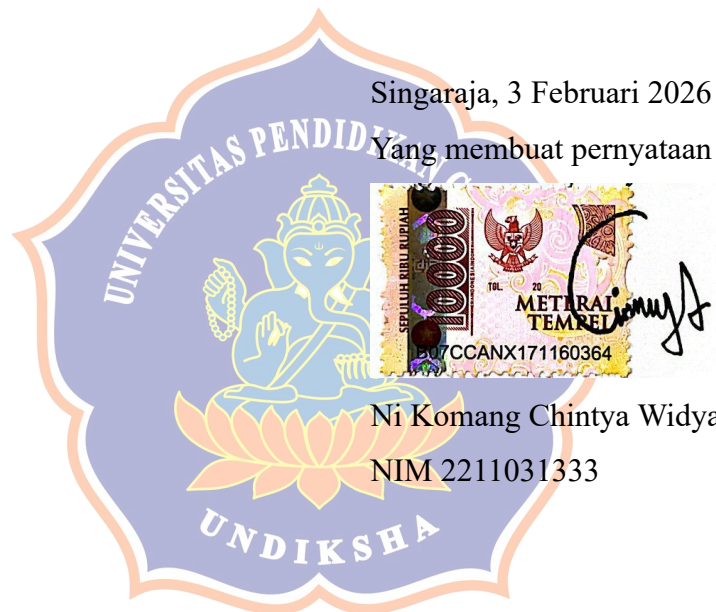 Singaraja, 3 Februari 2026
Yang membuat pernyataan
UNIVERSITAS PENDIDIKAN G
SEPULUH RIBU RUPIAH
10000
TGL. 20
METERAI
TEMPEL
B07CCANX171160364
Ni Komang Chintya Widya
NIM 2211031333
UNDIKSHA